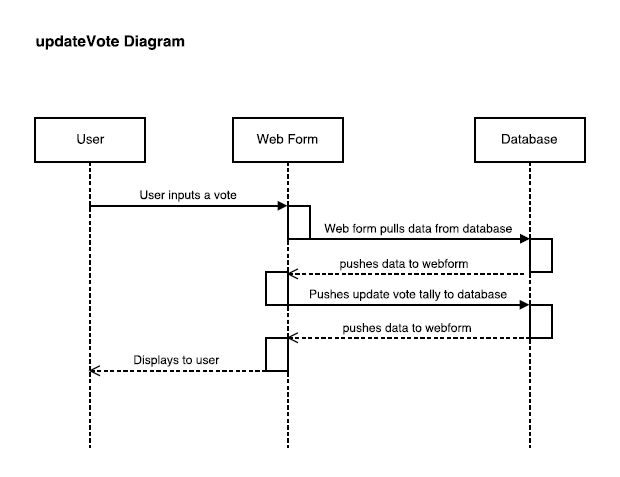 updateVote Diagram
User
Web Form
Database
User inputs a vote
Web form pulls data from database
pushes data to webform
Pushes update vote tally to database
pushes data to webform
Displays to user